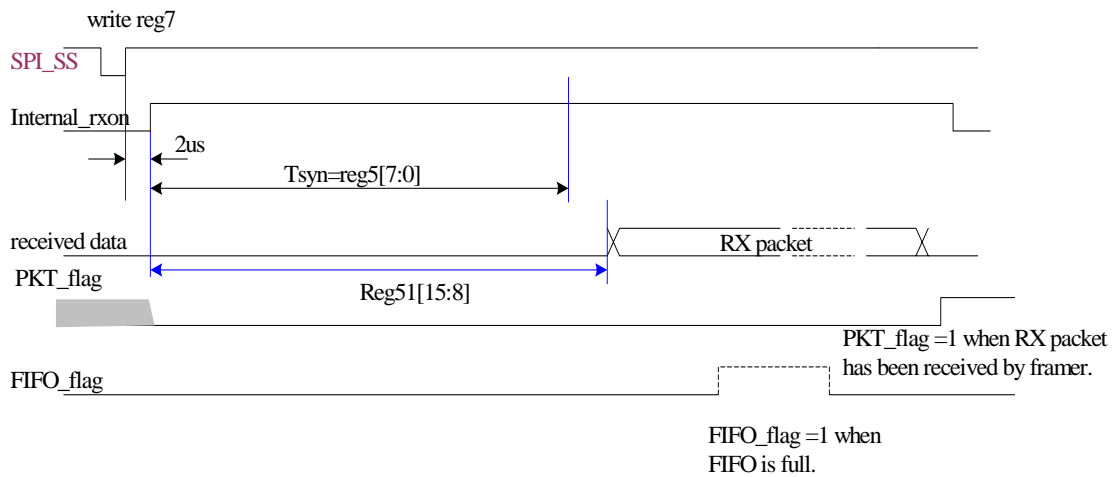 write reg7
SPI_SS
Internal_rxon
2us
Tsyn=reg5[7:0]
received data
RX packet
PKT_flag
Reg51[15:8]
PKT_flag =1 when RX packet
has been received by framer.
FIFO_flag
FIFO_flag =1 when
FIFO is full.